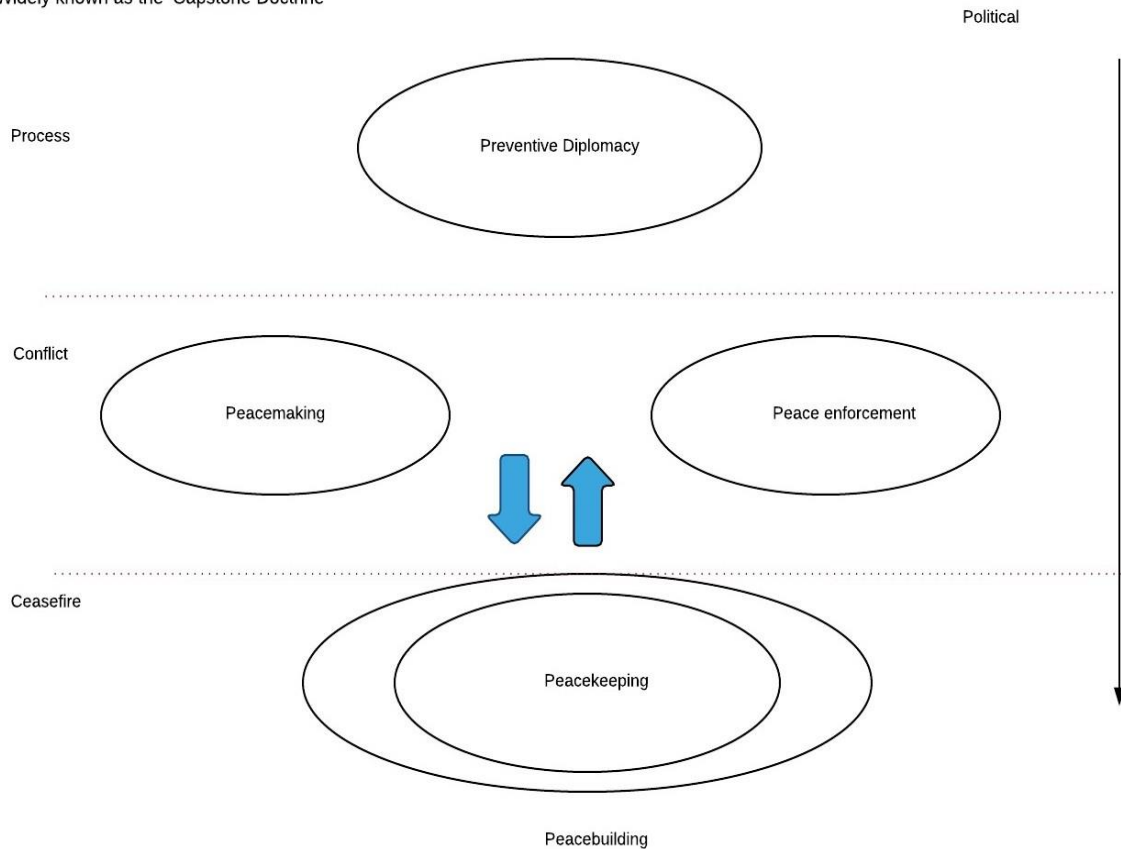 widely known as the 'Capstone Doctrine'
Political
Process
Preventive Diplomacy
Conflict
Peacemaking
Peace enforcement
Ceasefire
Peacekeeping
Peacebuilding